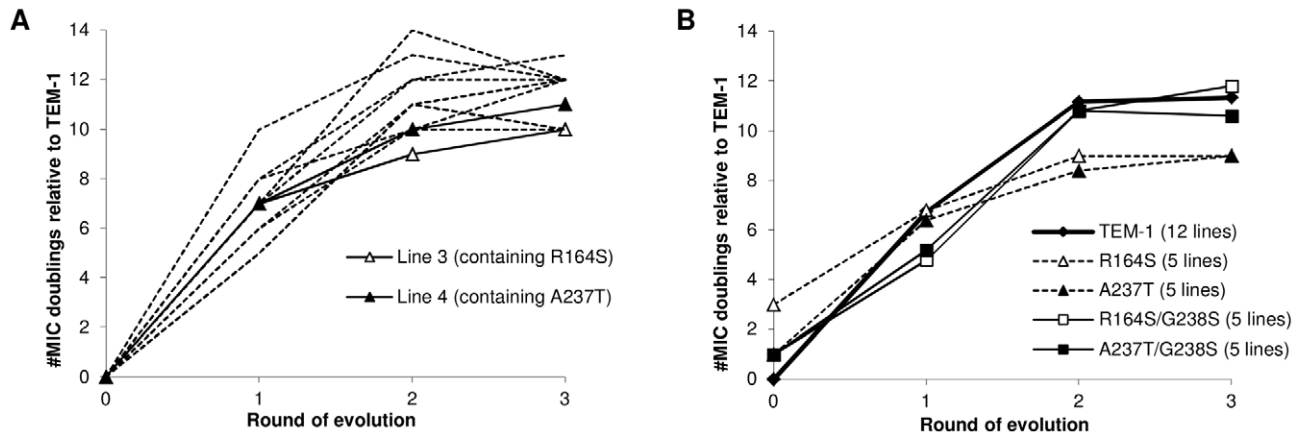 A
#MIC doublings relative to TEM-1
14
12
10
8
6
4
2
0
0
1
2
3
Round of evolution
Line 3 (containing R164S)
Line 4 (containing A237T)
B
#MIC doublings relative to TEM-1
14
12
10
8
6
4
2
0
0
1
2
3
Round of evolution
TEM-1 (12 lines)
R164S (5 lines)
A237T (5 lines)
R164S/G238S (5 lines)
A237T/G238S (5 lines)